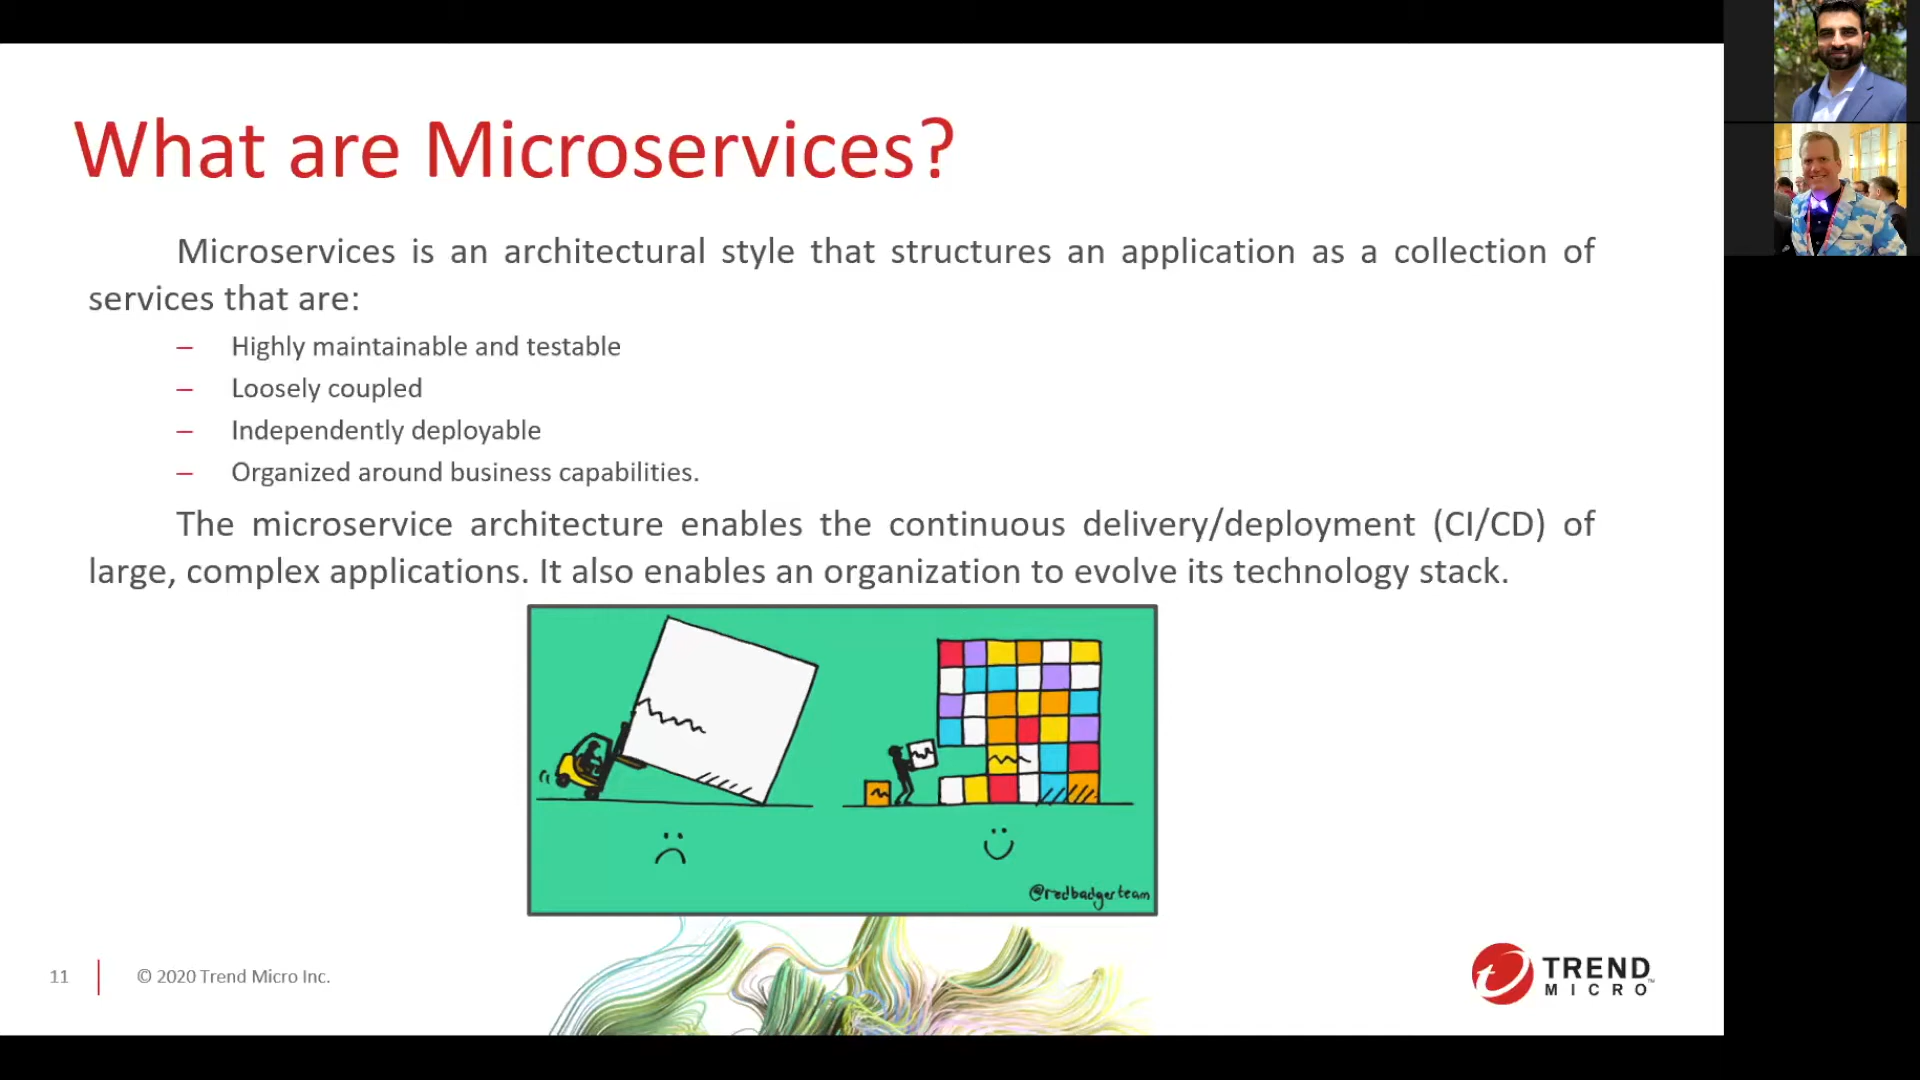 What are Microservices?
Microservices is an architectural style that structures an application as a collection of
services that are:
– Highly maintainable and testable
– Loosely coupled
– Independently deployable
– Organized around business capabilities.
The microservice architecture enables the continuous delivery/deployment (CI/CD) of
large, complex applications. It also enables an organization to evolve its technology stack.
@redbadgerteam
11
© 2020 Trend Micro Inc.
TREND
MICRO™